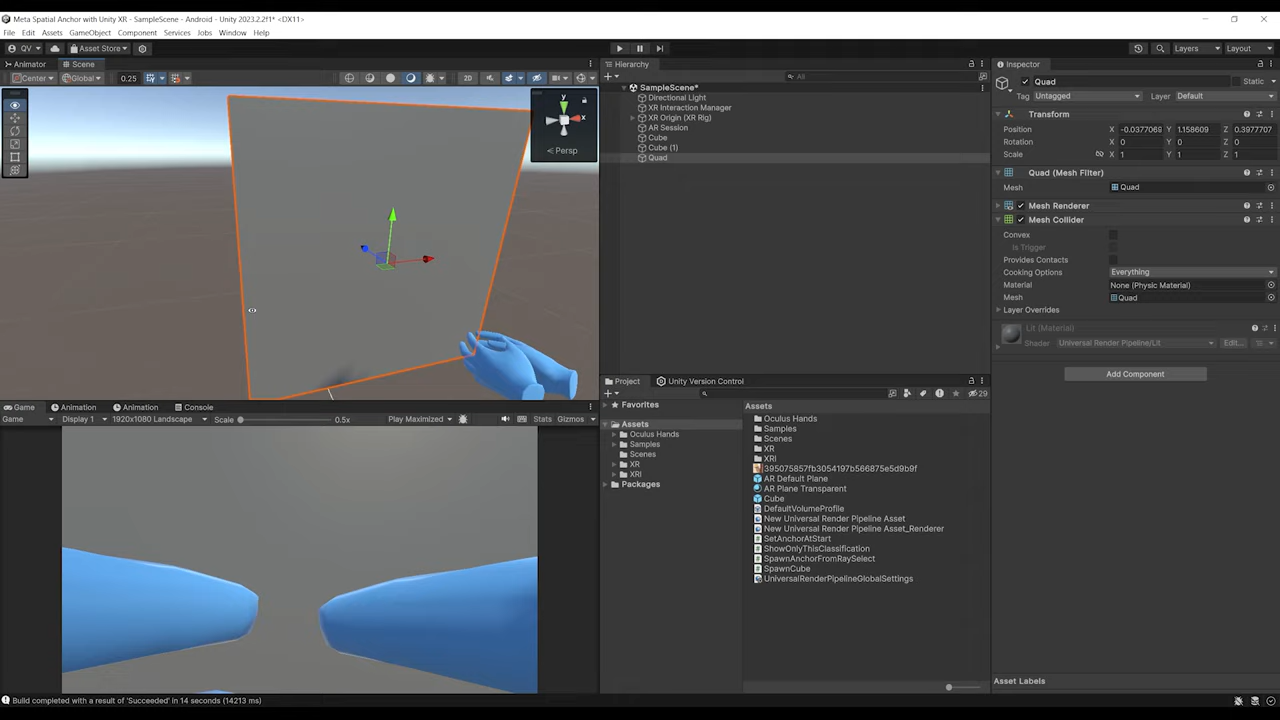 Meta Spatial Anchor with Unity XR - SampleScene - Android - Unity 2023.2.2f1* <DX11>
File Edit Assets GameObject Component Services Jobs Window Help
QV Asset Store Layers Layout
Animator Scene
Center Global 0.25 2D
y
x
Persp
Hierarchy
All
SampleScene*
Directional Light
XR Interaction Manager
XR Origin (XR Rig)
AR Session
Cube
Cube (1)
Quad
Inspector
Quad Static
Tag Untagged Layer Default
Transform
Position -0.0377069 Y 1.158609 Z 0.3977707
Rotation X 0 Y 0 Z 0
Scale X 1 Y 1 Z 1
Quad (Mesh Filter)
Mesh Quad
Mesh Renderer
Mesh Collider
Convex
Is Trigger
Provides Contacts
Cooking Options Everything
Material None (Physic Material)
Mesh Quad
Layer Overrides
Lit (Material)
Shader Universal Render Pipeline/Lit Edit...
Add Component
Asset Labels
Game Animation Animation Console
Game Display 1 1920x1080 Landscape Scale 0.5x Play Maximized Stats Gizmos
Project Unity Version Control
29
Favorites
Assets
Oculus Hands
Samples
Scenes
XR
XRI
Packages
Assets
Oculus Hands
Samples
Scenes
XR
XRI
395075857fb3054197b566875e5d9b9f
AR Default Plane
AR Plane Transparent
Cube
DefaultVolumeProfile
New Universal Render Pipeline Asset
New Universal Render Pipeline Asset_Renderer
SetAnchorAtStart
ShowOnlyThisClassification
SpawnAnchorFromRaySelect
SpawnCube
UniversalRenderPipelineGlobalSettings
Build completed with a result of 'Succeeded' in 14 seconds (14213 ms)